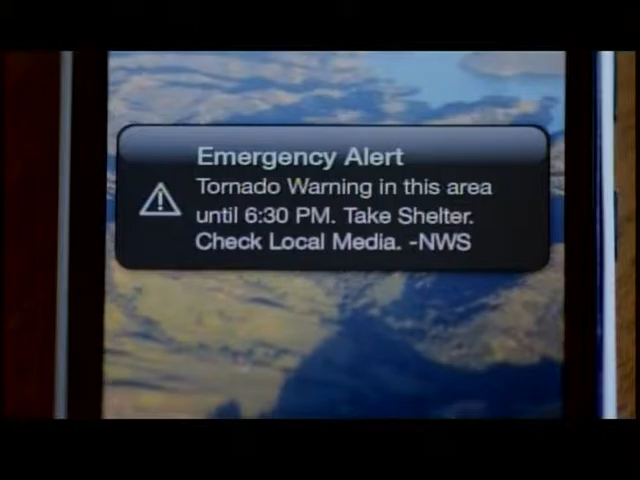 Emergency Alert
Tornado Warning in this area
until 6:30 PM. Take Shelter.
Check Local Media. -NWS